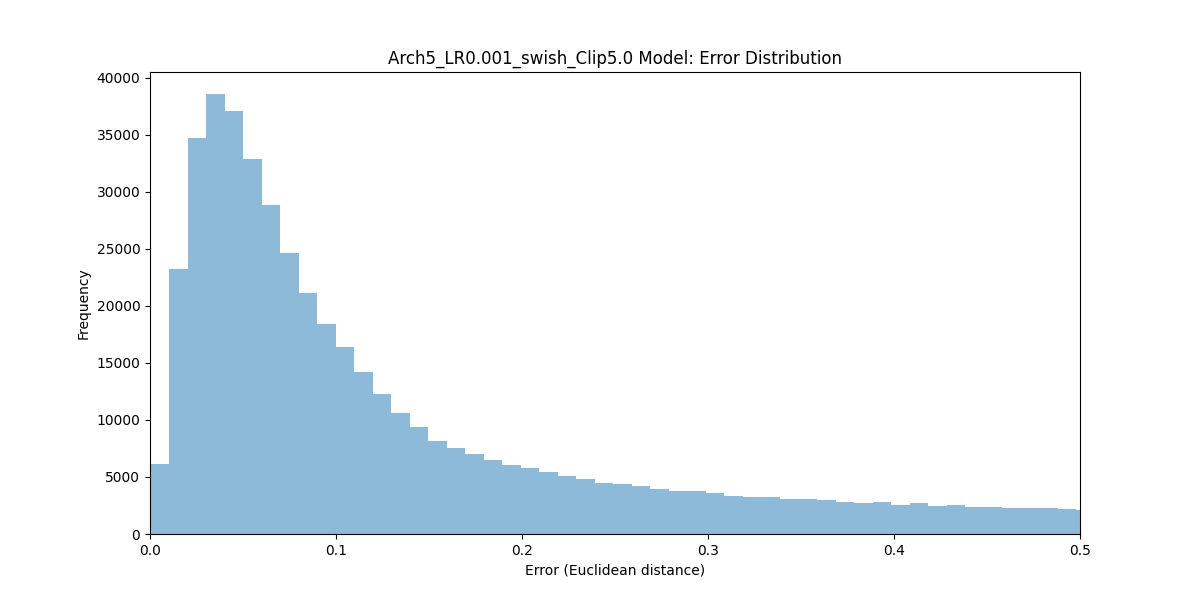 Arch5_LR0.001_swish_Clip5.0 Model: Error Distribution
40000
35000
30000
25000
20000
15000
10000
5000
0
Frequency
0.0 0.1 0.2 0.3 0.4 0.5
Error (Euclidean distance)